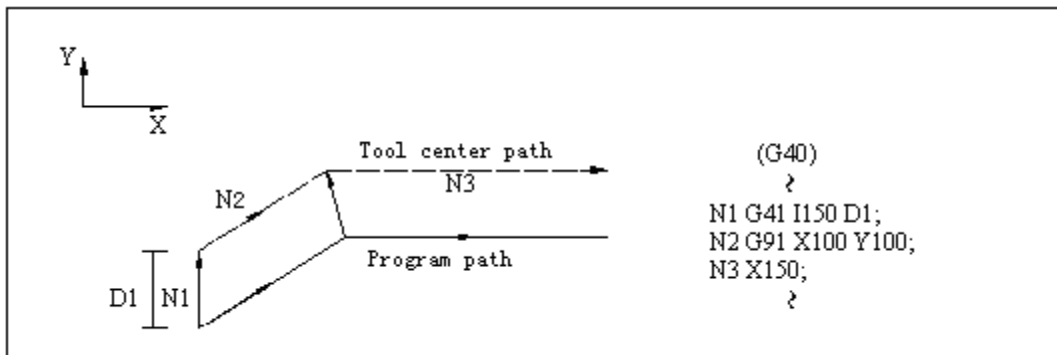 Y
X
Tool center path
N3
N2
Program path
D1
N1
(G40)
~
N1 G41 I150 D1;
N2 G91 X100 Y100;
N3 X150;
~